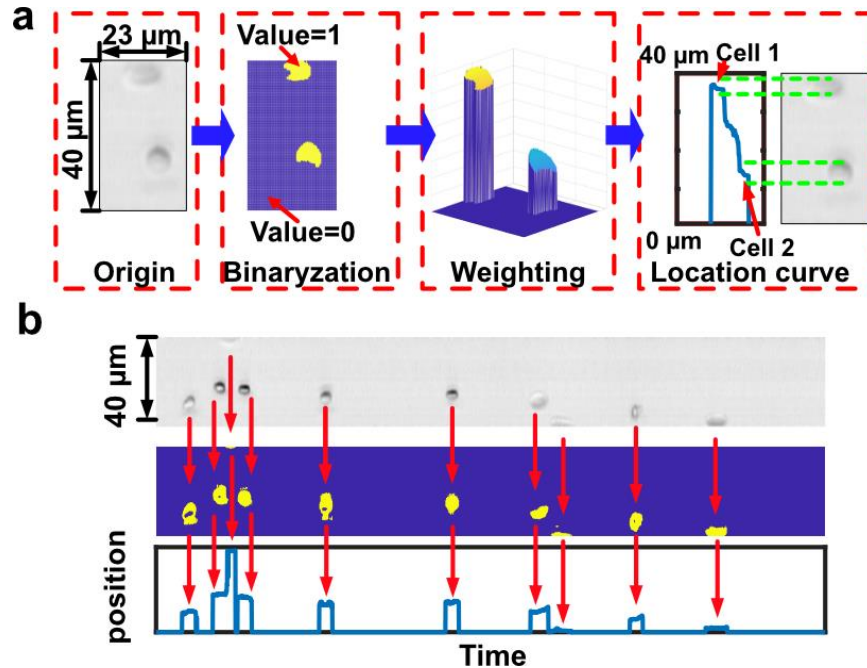 a
23 μm
40 μm
Origin
Value=1
Value=0
Binaryzation
Weighting
40 μm
Cell 1
0 μm
Cell 2
Location curve
b
40 μm
position
Time